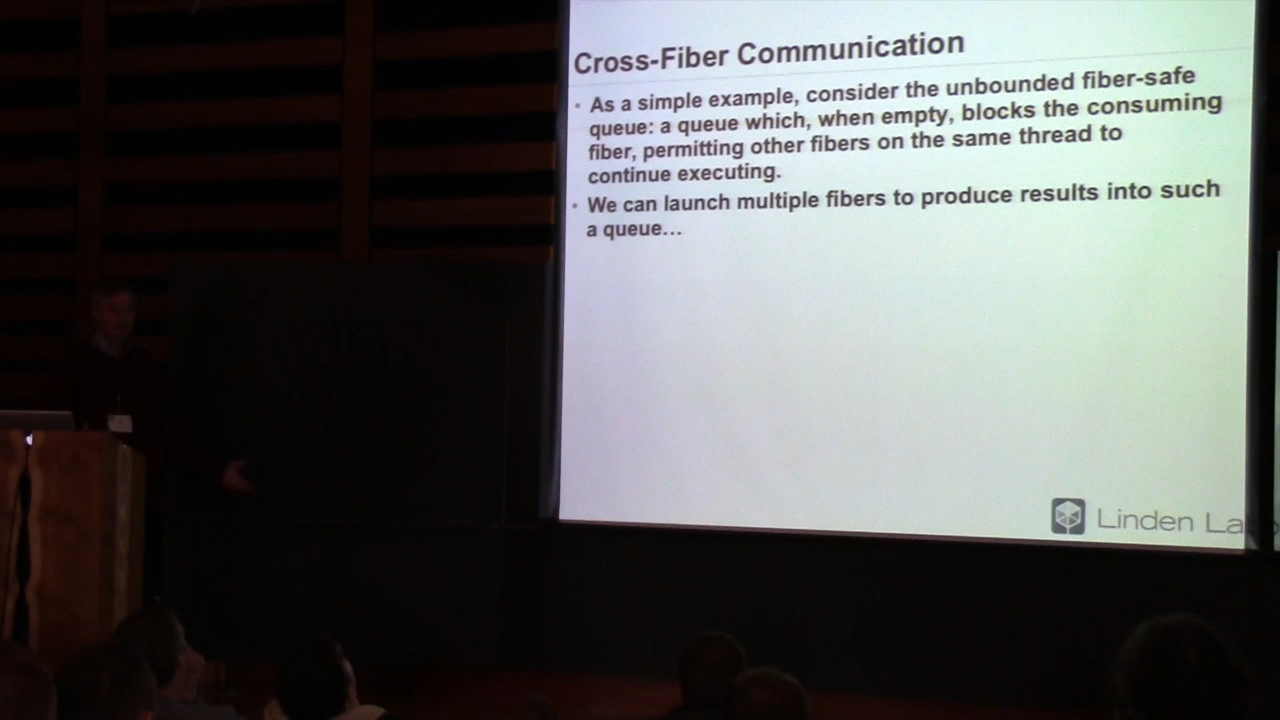 Cross-Fiber Communication
• As a simple example, consider the unbounded fiber-safe
queue: a queue which, when empty, blocks the consuming
fiber, permitting other fibers on the same thread to
continue executing.
• We can launch multiple fibers to produce results into such
a queue…
Linden Lab